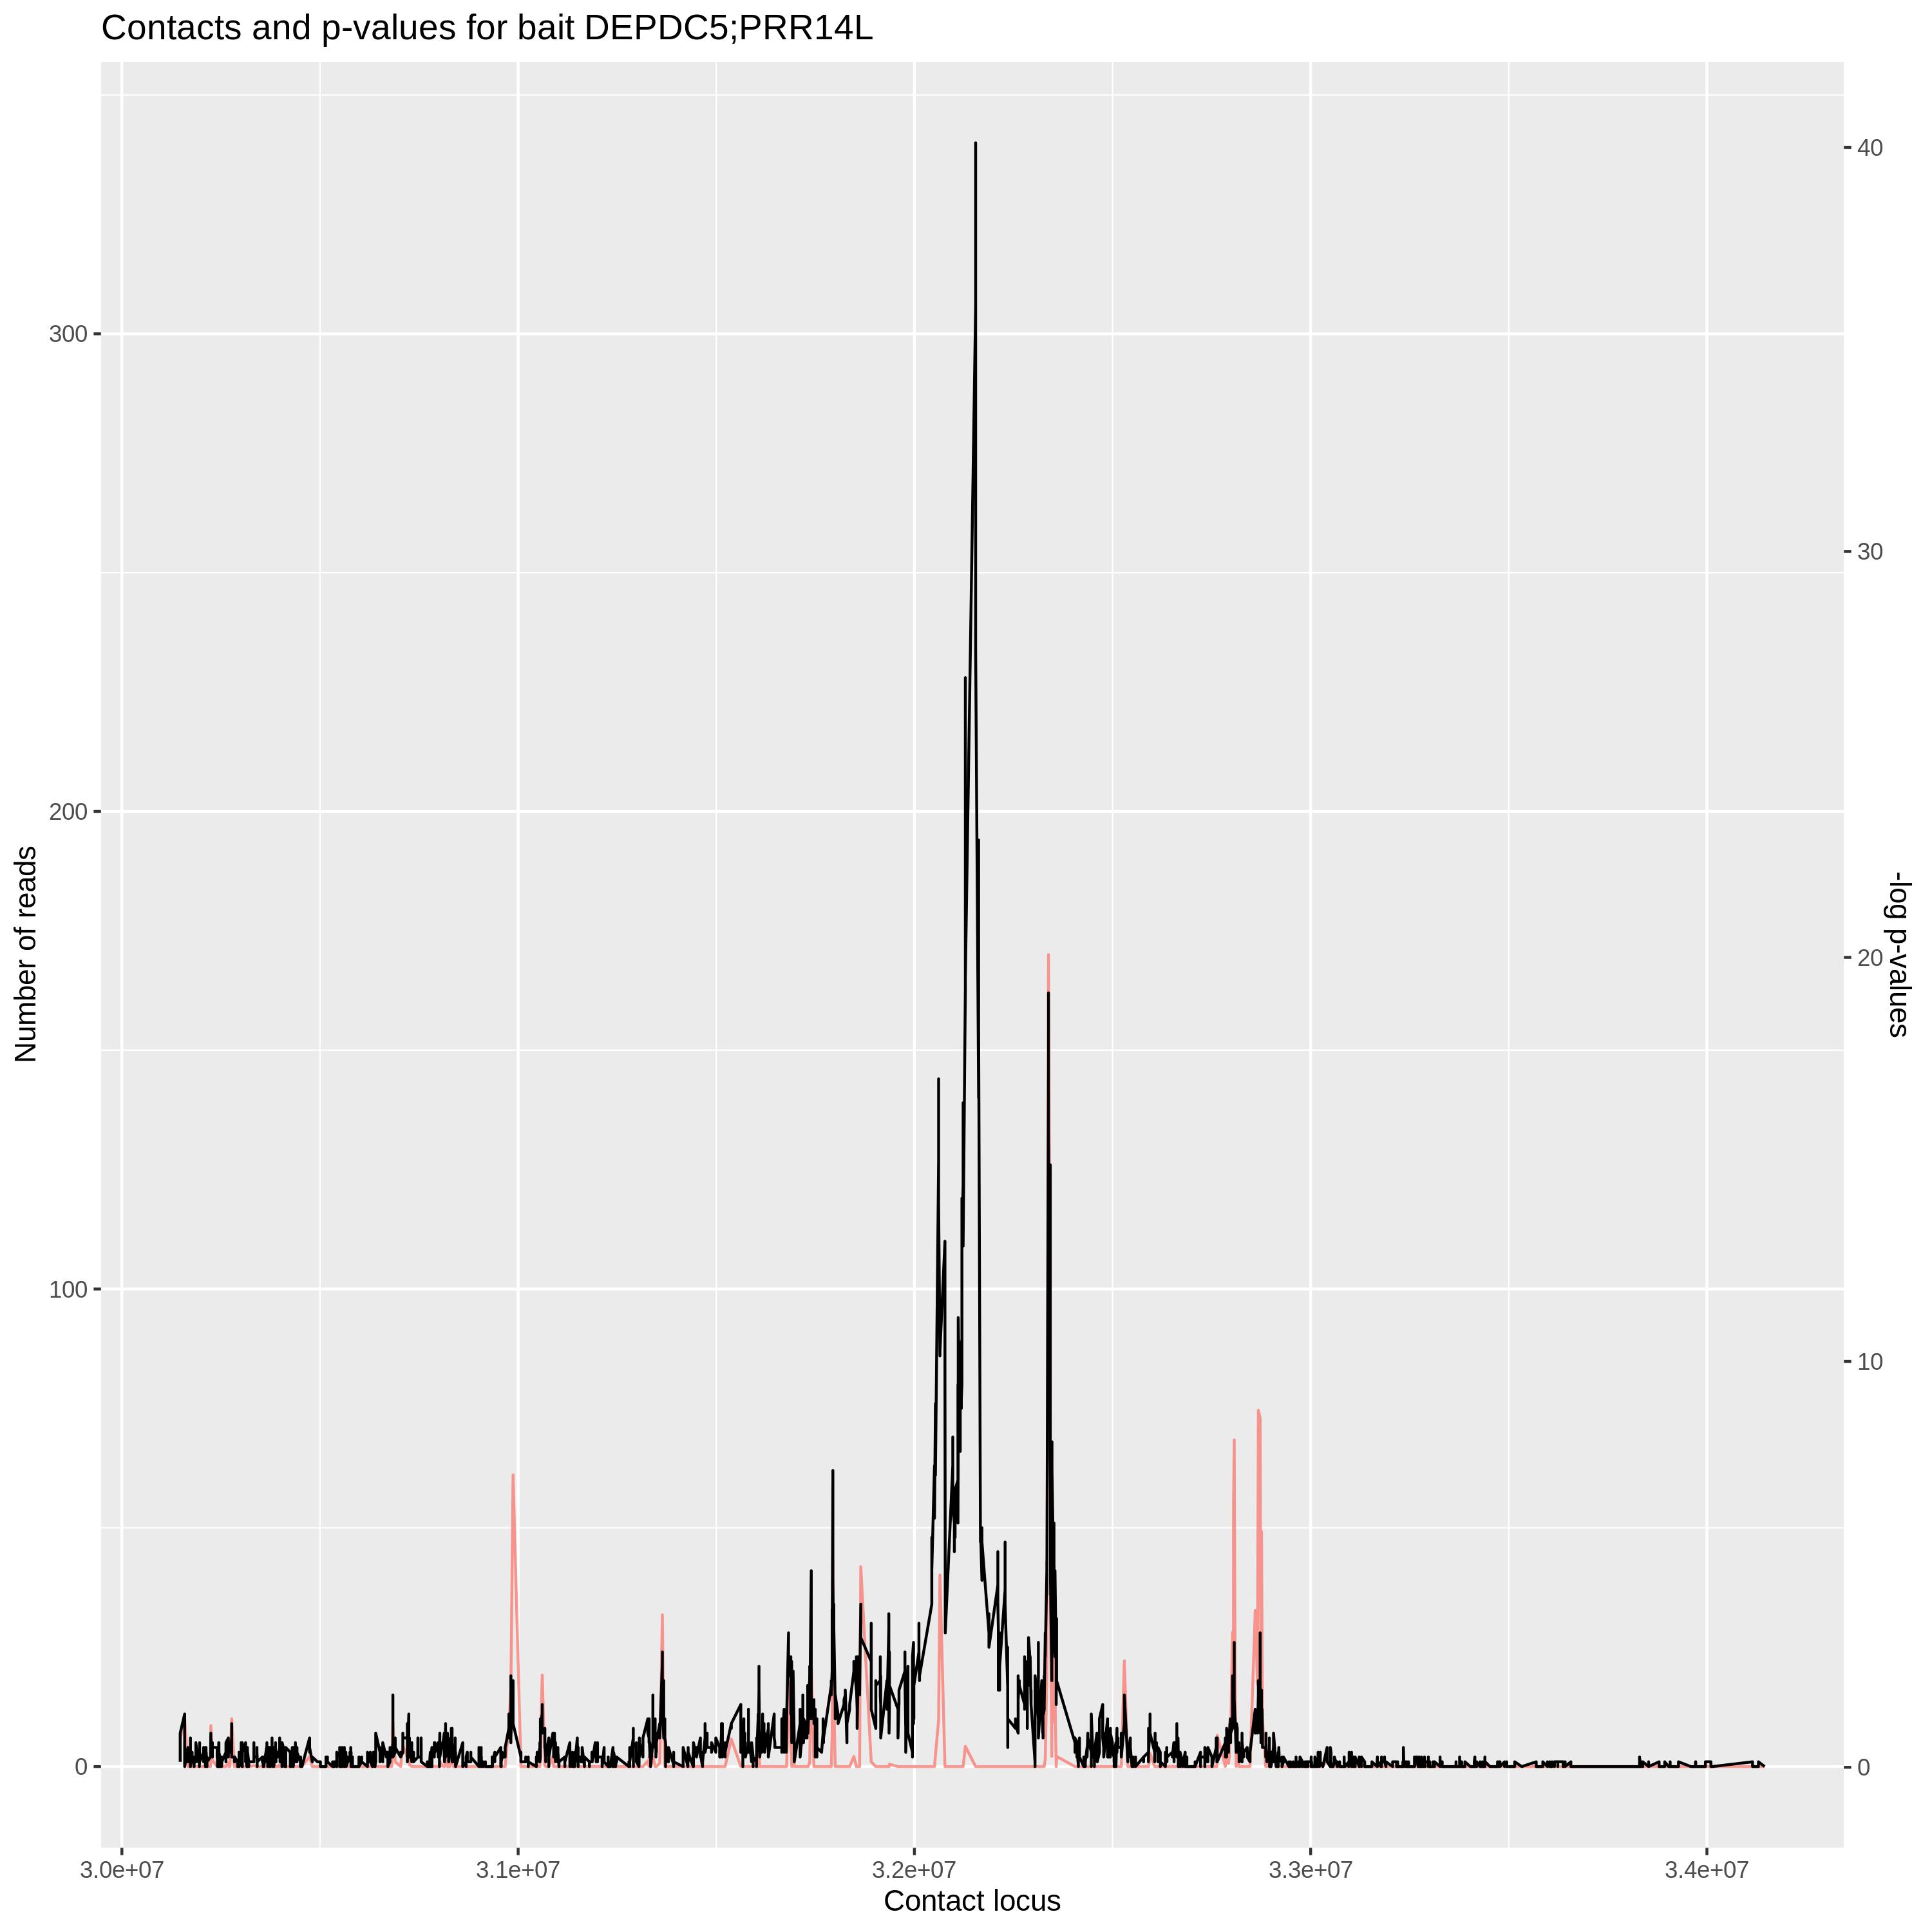 Contacts and p-values for bait DEPDC5;PRR14L
Number of reads
300
200
100
0
40
30
20
10
0
-log p-values
3.0e+07 3.1e+07 3.2e+07 3.3e+07 3.4e+07
Contact locus